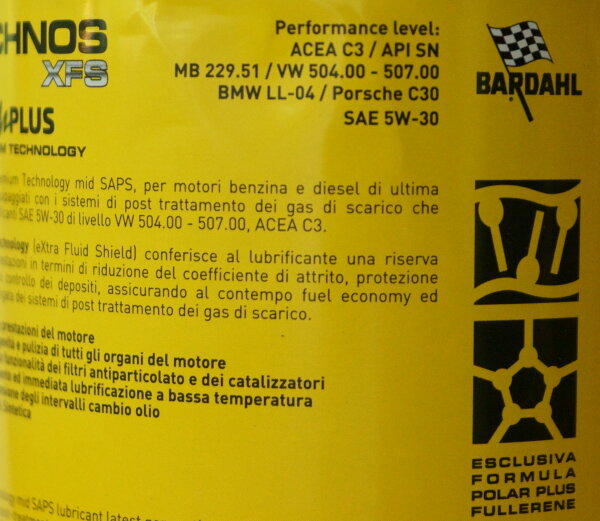 CHNOS
XFS
PLUS
TECHNOLOGY
Performance level:
ACEA C3 / API SN
MB 229.51 / VW 504.00 - 507.00
BMW LL-04 / Porsche C30
SAE 5W-30
BARDAHL
Technology mid SAPS, per motori benzina e diesel di ultima
con i sistemi di post trattamento dei gas di scarico che
SAE 5W-30 di livello VW 504.00 - 507.00, ACEA C3.
(eXtra Fluid Shield) conferisce al lubrificante una riserva
in termini di riduzione del coefficiente di attrito, protezione
controllo dei depositi, assicurando al contempo fuel economy ed
dei sistemi di post trattamento dei gas di scarico.
prestazioni del motore
e pulizia di tutti gli organi del motore
funzionalità dei filtri antiparticolato e dei catalizzatori
ed immediata lubrificazione a bassa temperatura
degli intervalli cambio olio
Sintetica
ESCLUSIVA
FORMULA
POLAR PLUS
FULLERENE
mid SAPS lubricant latest